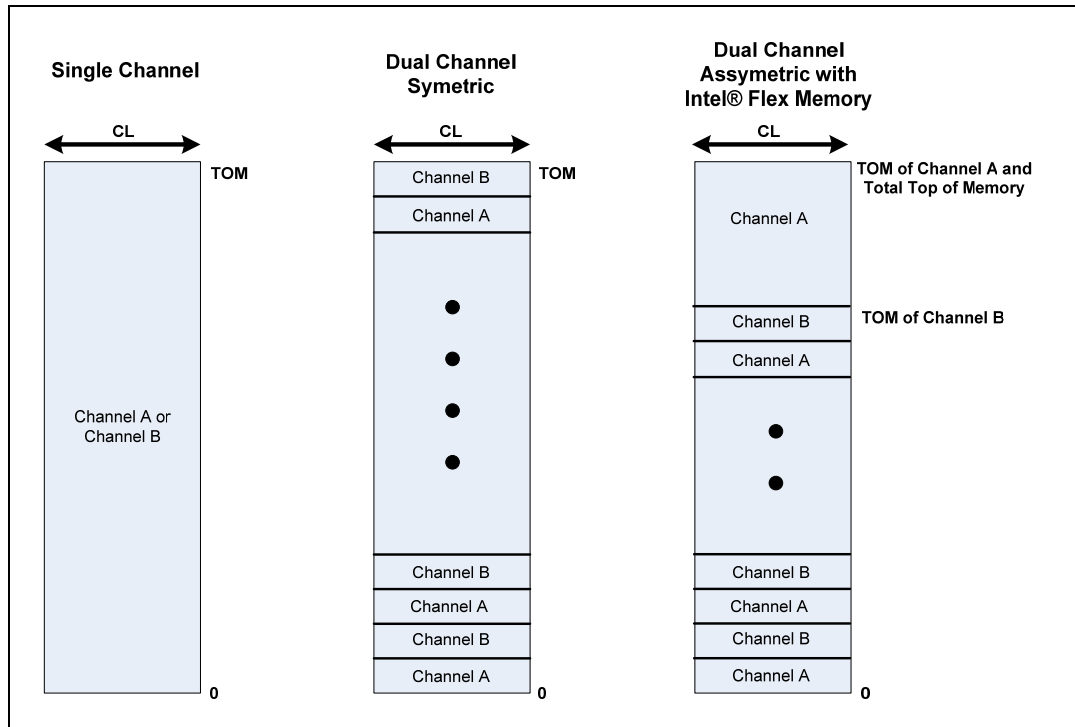 Single Channel
CL
TOM
Channel A or
Channel B
0
Dual Channel
Symetric
CL
TOM
Channel B
Channel A
Channel B
Channel A
Channel B
Channel A
0
Dual Channel
Assymetric with
Intel® Flex Memory
CL
TOM of Channel A and
Total Top of Memory
Channel A
TOM of Channel B
Channel B
Channel A
Channel B
Channel A
Channel B
Channel A
0